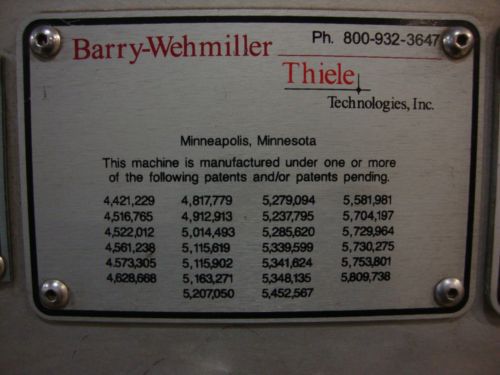 Barry-Wehmiller Ph. 800-932-3647
Thiele
Technologies, Inc.
Minneapolis, Minnesota
This machine is manufactured under one or more
of the following patents and/or patents pending.
4,421,229 4,817,779 5,279,094 5,581,981
4,516,765 4,912,913 5,237,795 5,704,197
4,522,012 5,014,493 5,285,620 5,729,964
4,561,238 5,115,619 5,339,599 5,730,275
4,573,305 5,115,902 5,341,624 5,753,801
4,628,668 5,163,271 5,348,135 5,809,738
5,207,050 5,452,567